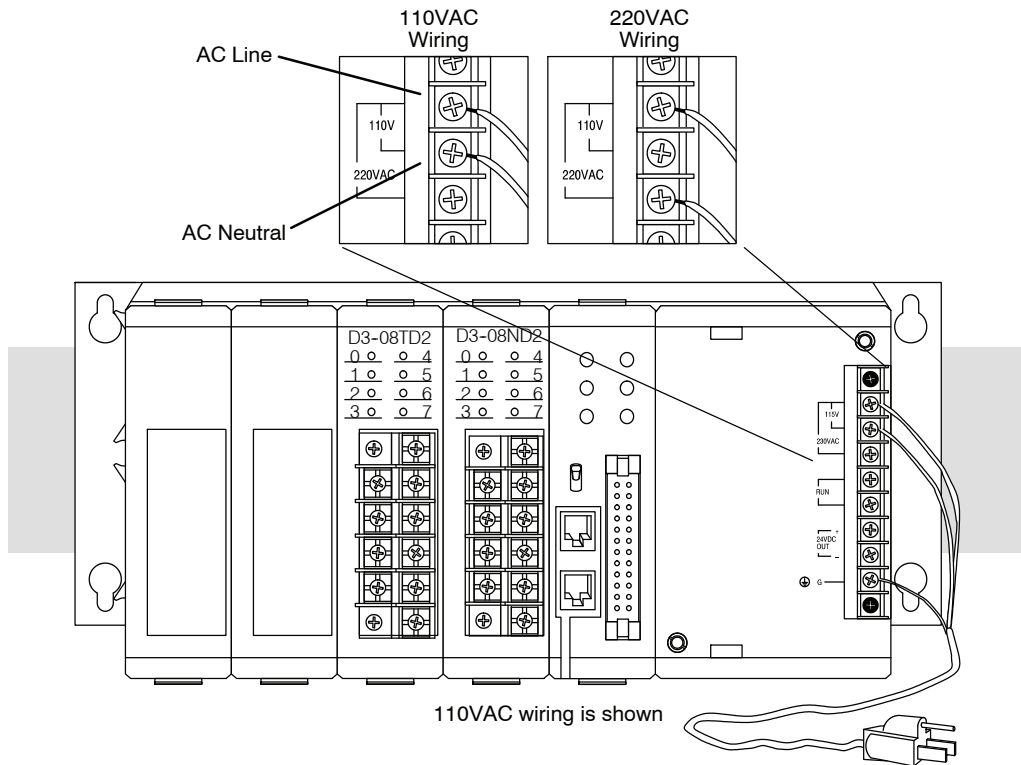 110VAC
Wiring
220VAC
Wiring
AC Line
110V
220VAC
110V
220VAC
AC Neutral
D3-08TD2
0 4
1 5
2 6
3 7
D3-08ND2
0 4
1 5
2 6
3 7
115V
230VAC
RUN
24VDC
OUT
+
-
G
110VAC wiring is shown